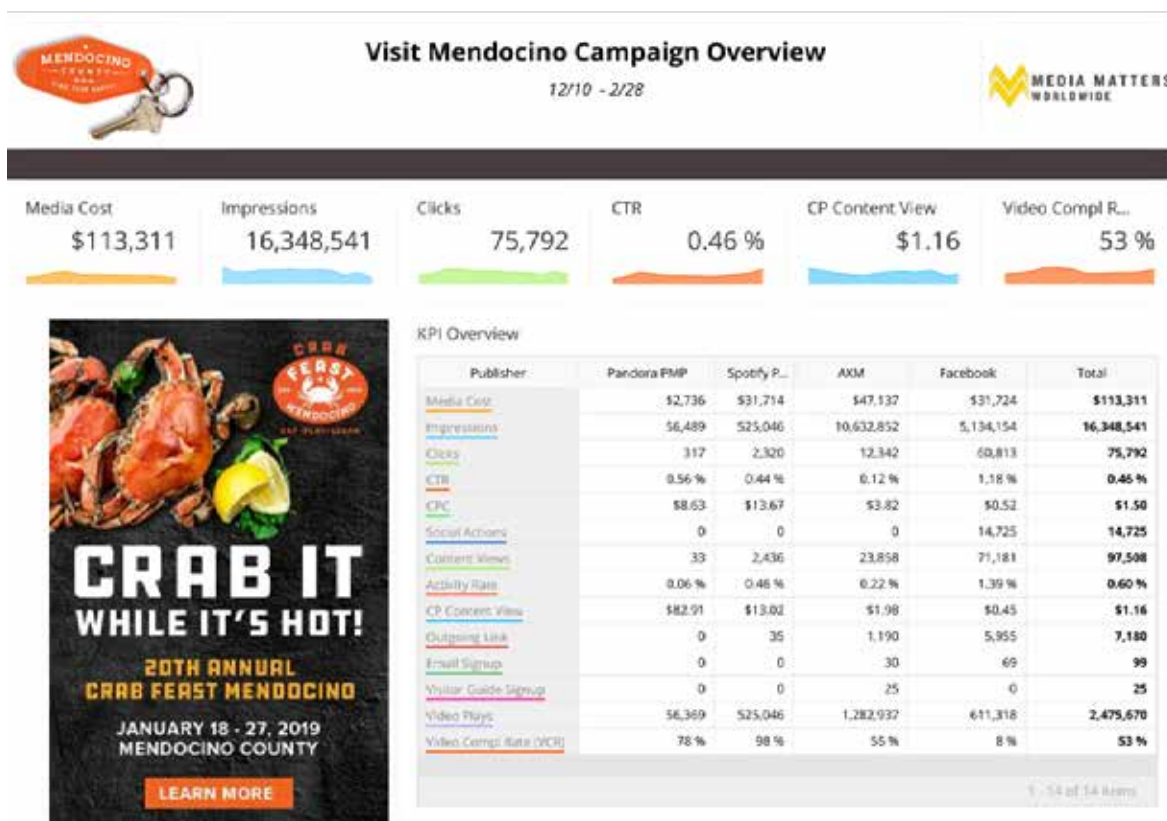 Visit Mendocino Campaign Overview
12/10 - 2/28
MENDOCINO
COUNTY
MEDIA MATTERS
WORLDWIDE
Media Cost
$113,311
Impressions
16,348,541
Clicks
75,792
CTR
0.46 %
CP Content View
$1.16
Video Compl R...
53 %
CRAB
FEAST
MENDOCINO
CRAB IT
WHILE IT'S HOT!
20TH ANNUAL
CRAB FEAST MENDOCINO
JANUARY 18 - 27, 2019
MENDOCINO COUNTY
LEARN MORE
KPI Overview
Publisher Pandora PMP Spotify P... AXM Facebook Total
Media Cost $2,736 $31,714 $47,137 $31,724 $113,311
Impressions 56,489 525,046 10,632,852 5,134,154 16,348,541
Clicks 317 2,320 12,342 60,813 75,792
CTR 0.56 % 0.44 % 0.12 % 1.18 % 0.46 %
CPC $8.63 $13.67 $3.82 $0.52 $1.50
Social Actions 0 0 0 14,725 14,725
Content Views 33 2,436 23,858 71,181 97,508
Activity Rate 0.06 % 0.46 % 0.22 % 1.39 % 0.60 %
CP Content View $82.91 $13.02 $1.98 $0.45 $1.16
Outgoing Link 0 35 1,190 5,955 7,180
Email Signup 0 0 30 69 99
Visitor Guide Signup 0 0 25 0 25
Video Plays 56,369 525,046 1,282,937 611,318 2,475,670
Video Compl Rate (VCR) 78 % 98 % 55 % 8 % 53 %
1 - 14 of 14 items